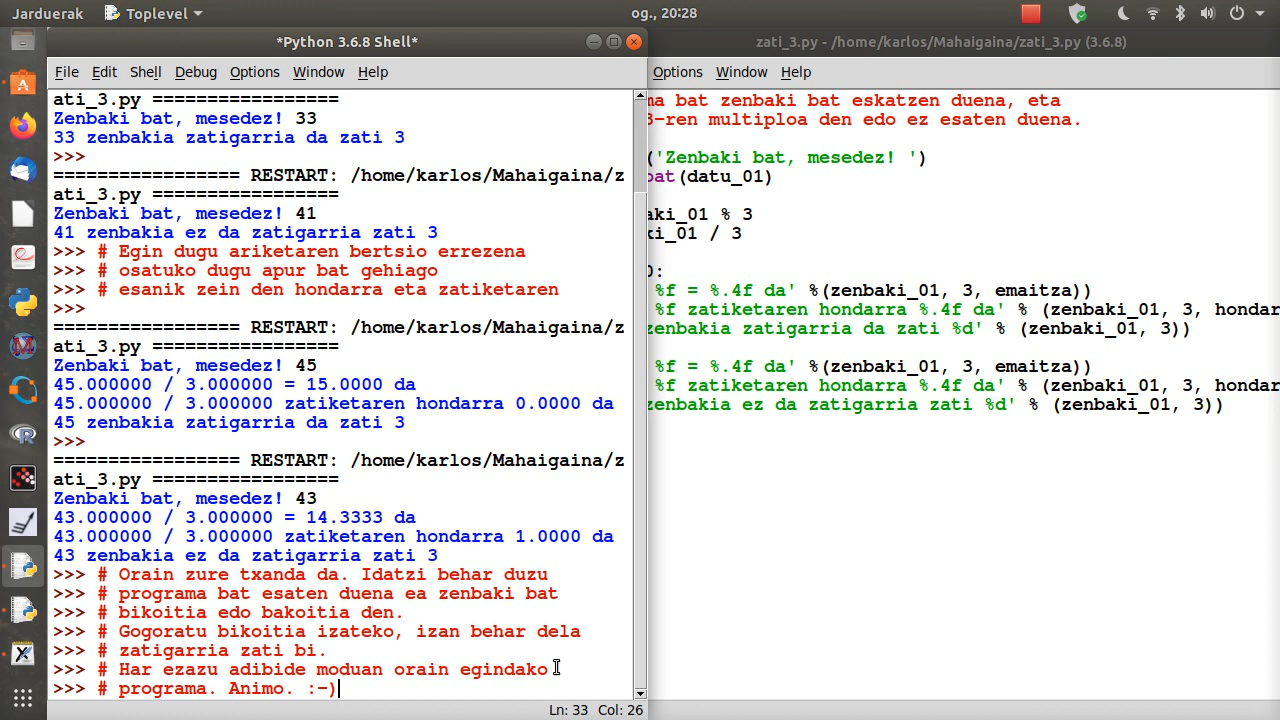 Jarduerak
Toplevel
og., 20:28
*Python 3.6.8 Shell*
File Edit Shell Debug Options Window Help
ati_3.py =================
Zenbaki bat, mesedez! 33
33 zenbakia zatigarria da zati 3
>>>
================= RESTART: /home/karlos/Mahaigaina/z
ati_3.py =================
Zenbaki bat, mesedez! 41
41 zenbakia ez da zatigarria zati 3
>>> # Egin dugu ariketaren bertsio errezena
>>> # osatuko dugu apur bat gehiago
>>> # esanik zein den hondarra eta zatiketaren
>>>
================= RESTART: /home/karlos/Mahaigaina/z
ati_3.py =================
Zenbaki bat, mesedez! 45
45.000000 / 3.000000 = 15.0000 da
45.000000 / 3.000000 zatiketaren hondarra 0.0000 da
45 zenbakia zatigarria da zati 3
>>>
================= RESTART: /home/karlos/Mahaigaina/z
ati_3.py =================
Zenbaki bat, mesedez! 43
43.000000 / 3.000000 = 14.3333 da
43.000000 / 3.000000 zatiketaren hondarra 1.0000 da
43 zenbakia ez da zatigarria zati 3
>>> # Orain zure txanda da. Idatzi behar duzu
>>> # programa bat esaten duena ea zenbaki bat
>>> # bikoitia edo bakoitia den.
>>> # Gogoratu bikoitia izateko, izan behar dela
>>> # zatigarria zati bi.
>>> # Har ezazu adibide moduan orain egindako
>>> # programa. Animo. :-)
Ln: 33 Col: 26
zati_3.py - /home/karlos/Mahaigaina/zati_3.py (3.6.8)
Options Window Help
ma bat zenbaki bat eskatzen duena, eta
3-ren multiploa den edo ez esaten duena.
('Zenbaki bat, mesedez! ')
oat(datu_01)
aki_01 % 3
ki_01 / 3
0:
%f = %.4f da' %(zenbaki_01, 3, emaitza))
%f zatiketaren hondarra %.4f da' % (zenbaki_01, 3, hondar
zenbakia zatigarria da zati %d' % (zenbaki_01, 3))
%f = %.4f da' %(zenbaki_01, 3, emaitza))
%f zatiketaren hondarra %.4f da' % (zenbaki_01, 3, hondar
zenbakia ez da zatigarria zati %d' % (zenbaki_01, 3))